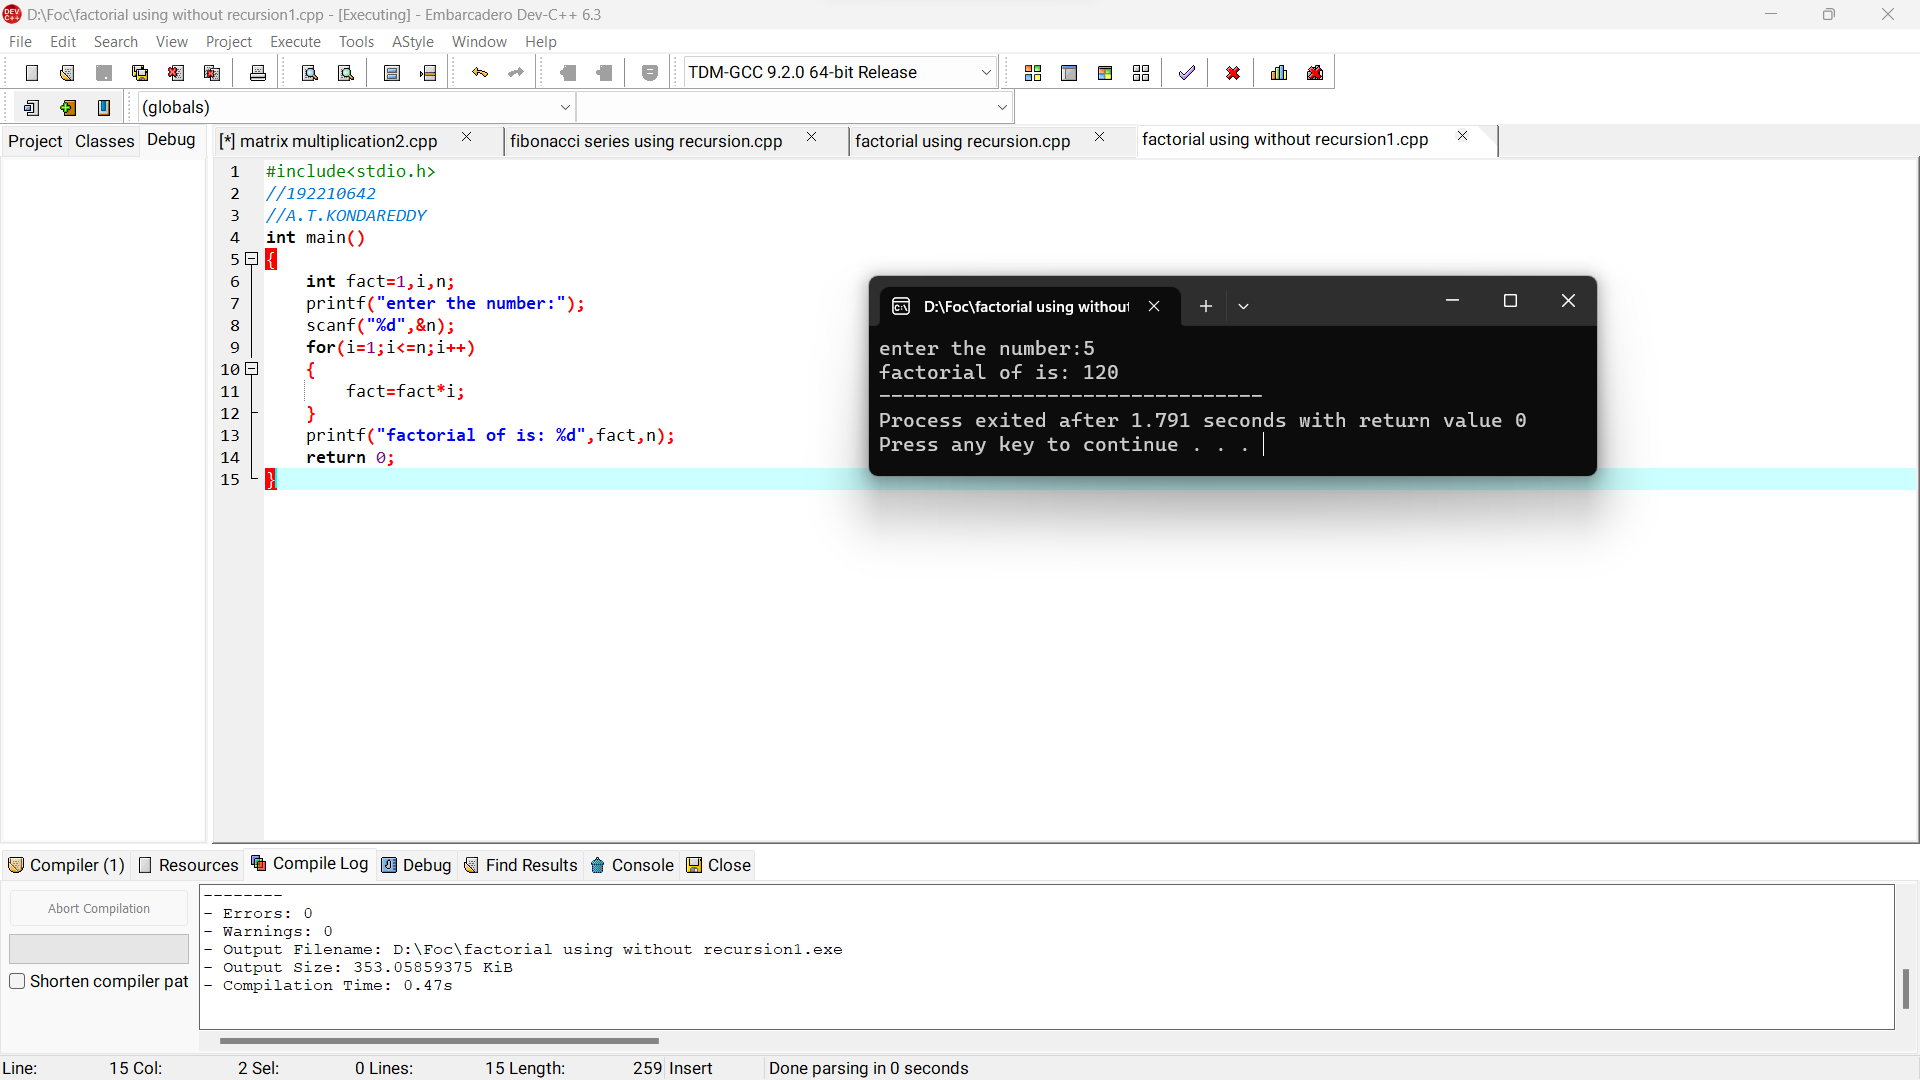 D:\Foc\factorial using without recursion1.cpp - [Executing] - Embarcadero Dev-C++ 6.3
File Edit Search View Project Execute Tools AStyle Window Help
TDM-GCC 9.2.0 64-bit Release
(globals)
Project Classes Debug
[*] matrix multiplication2.cpp fibonacci series using recursion.cpp factorial using recursion.cpp factorial using without recursion1.cpp
1 #include<stdio.h>
2 //192210642
3 //A.T.KONDAREDDY
4 int main()
5 {
6 int fact=1,i,n;
7 printf("enter the number:");
8 scanf("%d",&n);
9 for(i=1;i<=n;i++)
10 {
11 fact=fact*i;
12 }
13 printf("factorial of is: %d",fact,n);
14 return 0;
15 }
D:\Foc\factorial using without
enter the number:5
factorial of is: 120
--------------------------------
Process exited after 1.791 seconds with return value 0
Press any key to continue . . .
Compiler (1) Resources Compile Log Debug Find Results Console Close
Abort Compilation
Shorten compiler pat
--------
- Errors: 0
- Warnings: 0
- Output Filename: D:\Foc\factorial using without recursion1.exe
- Output Size: 353.05859375 KiB
- Compilation Time: 0.47s
Line: 15 Col: 2 Sel: 0 Lines: 15 Length: 259 Insert Done parsing in 0 seconds